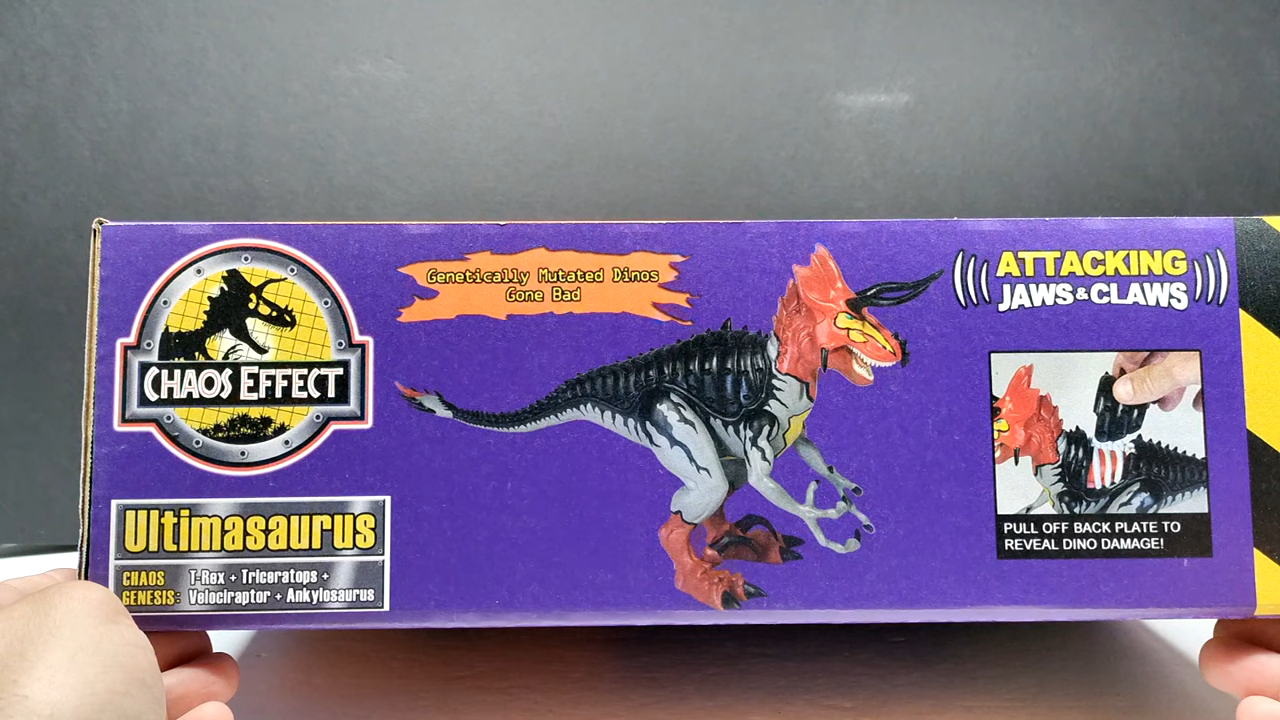 CHAOS EFFECT
Genetically Mutated Dinos
Gone Bad
ATTACKING
JAWS & CLAWS
PULL OFF BACK PLATE TO
REVEAL DINO DAMAGE!
Ultimasaurus
CHAOS GENESIS: T-Rex + Triceratops +
Velociraptor + Ankylosaurus